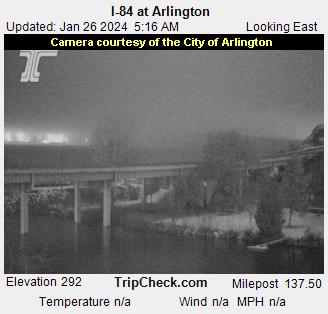 I-84 at Arlington
Updated: Jan 26 2024 5:16 AM Looking East
Camera courtesy of the City of Arlington
Elevation 292 TripCheck.com Milepost 137.50
Temperature n/a Wind n/a MPH n/a